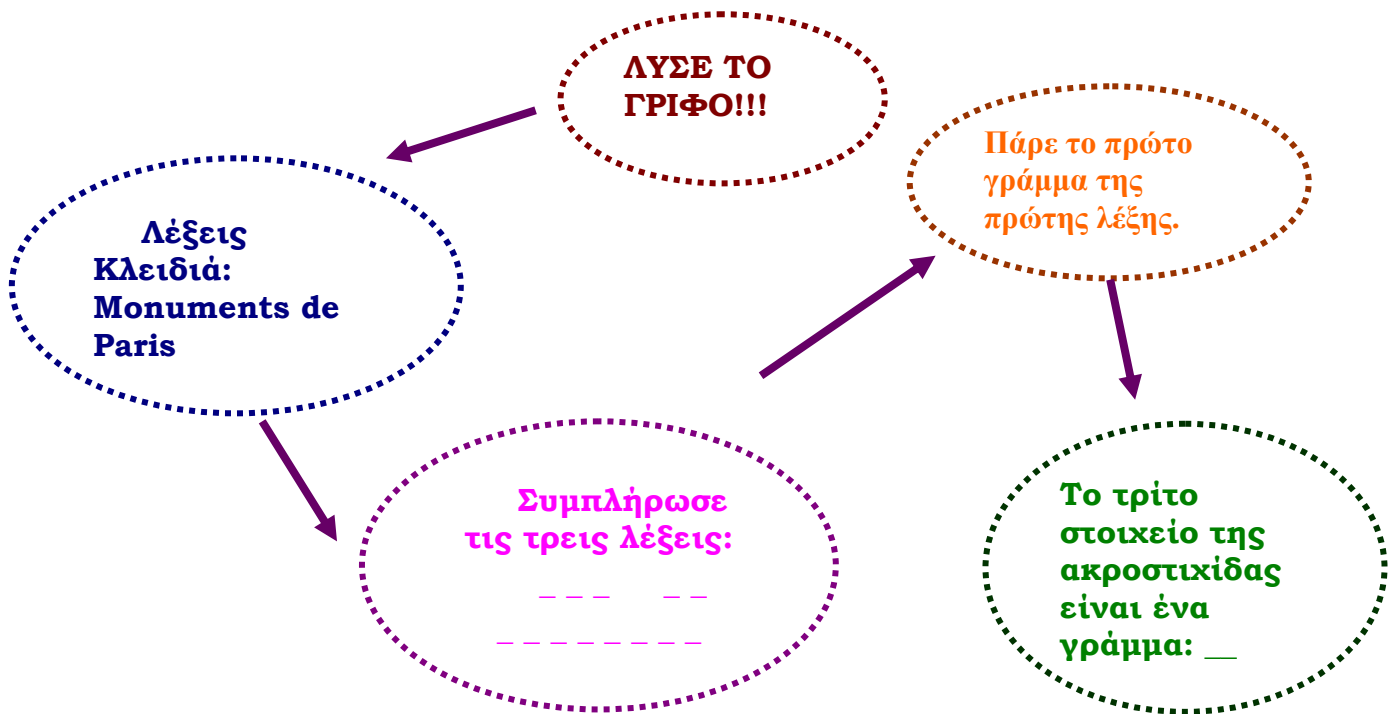 ΛΥΣΕ ΤΟ
ΓΡΙΦΟ!!!
Λέξεις
Κλειδιά:
Monuments de
Paris
Συμπλήρωσε
τις τρεις λέξεις:
_ _ _ _ _
_ _ _ _ _ _ _ _
Πάρε το πρώτο
γράμμα της
πρώτης λέξης.
Το τρίτο
στοιχείο της
ακροστιχίδας
είναι ένα
γράμμα: __